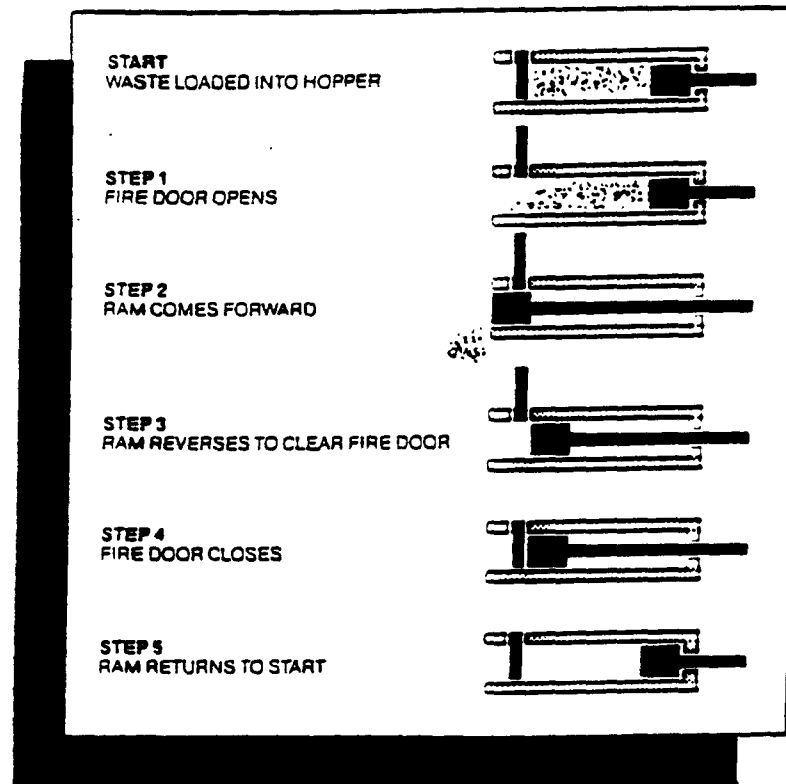 START
WASTE LOADED INTO HOPPER
STEP 1
FIRE DOOR OPENS
STEP 2
RAM COMES FORWARD
STEP 3
RAM REVERSES TO CLEAR FIRE DOOR
STEP 4
FIRE DOOR CLOSES
STEP 5
RAM RETURNS TO START